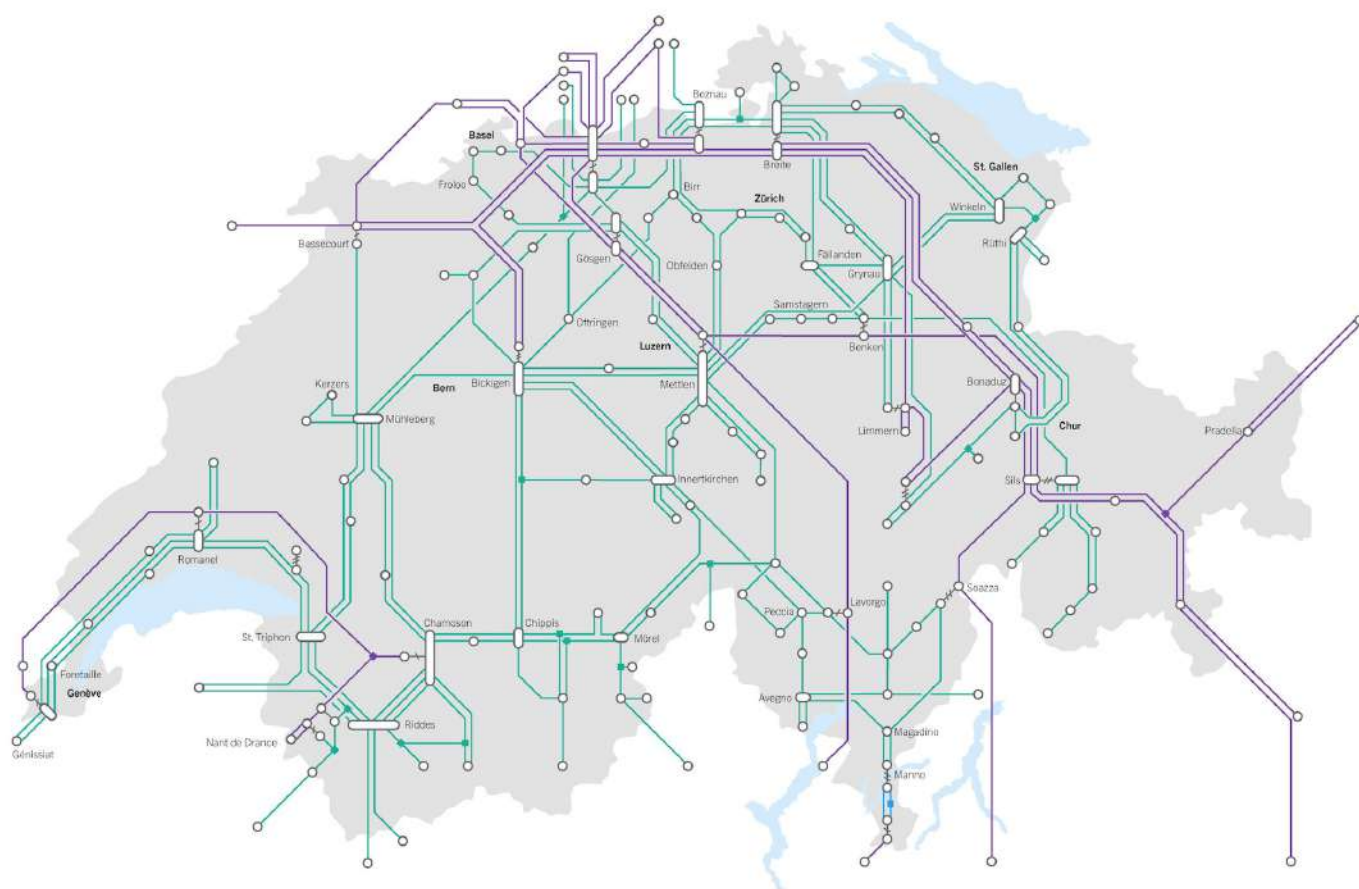 Beznau
Basel
Breite
St. Gallen
Froloo
Birr
Zürich
Winkeln
Bassecourt
Rüthi
Gösgen
Obfelden
Fällanden
Grynau
Samstagern
Oftringen
Luzern
Benken
Kerzers
Bern
Bickigen
Mettlen
Bonaduz
Mühleberg
Limmern
Chur
Pradella
Innertkirchen
Sils
Romanel
Soazza
Lavorgo
Peccia
Chamoson
Chippis
St. Triphon
Mörel
Foretaille
Genève
Avegno
Riddes
Magadino
Nant de Drance
Génissiat
Manno